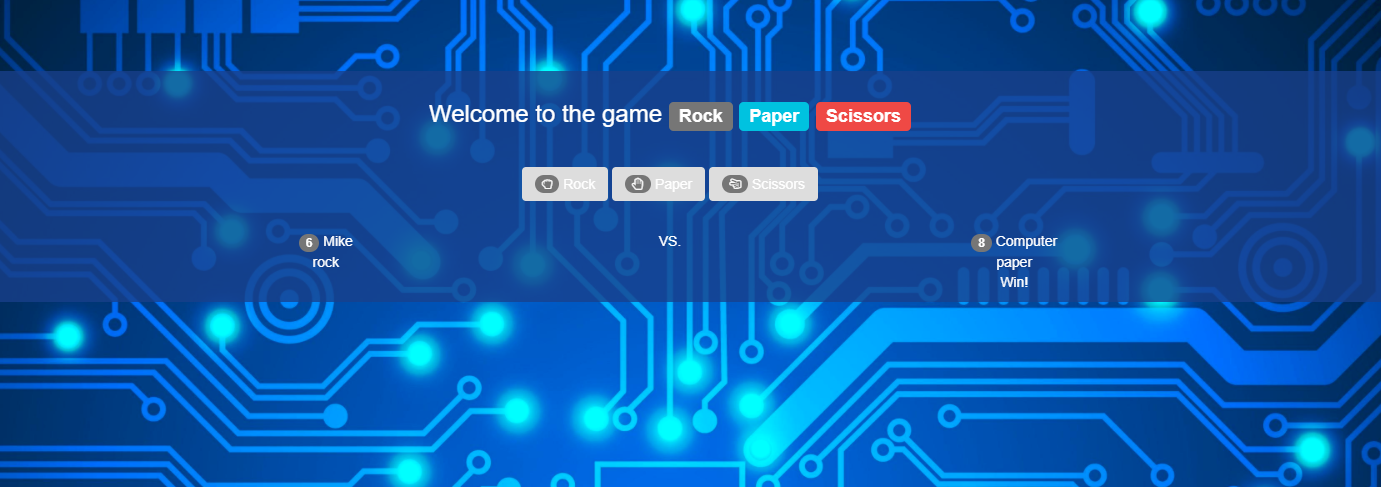 Welcome to the game Rock Paper Scissors
Rock Paper Scissors
6 Mike VS. 8 Computer
rock paper
Win!